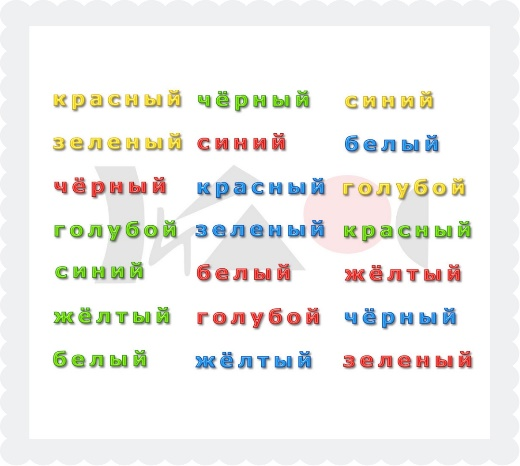 красный чёрный синий
зеленый синий белый
чёрный красный голубой
голубой зеленый красный
синий белый жёлтый
жёлтый голубой чёрный
белый жёлтый зеленый